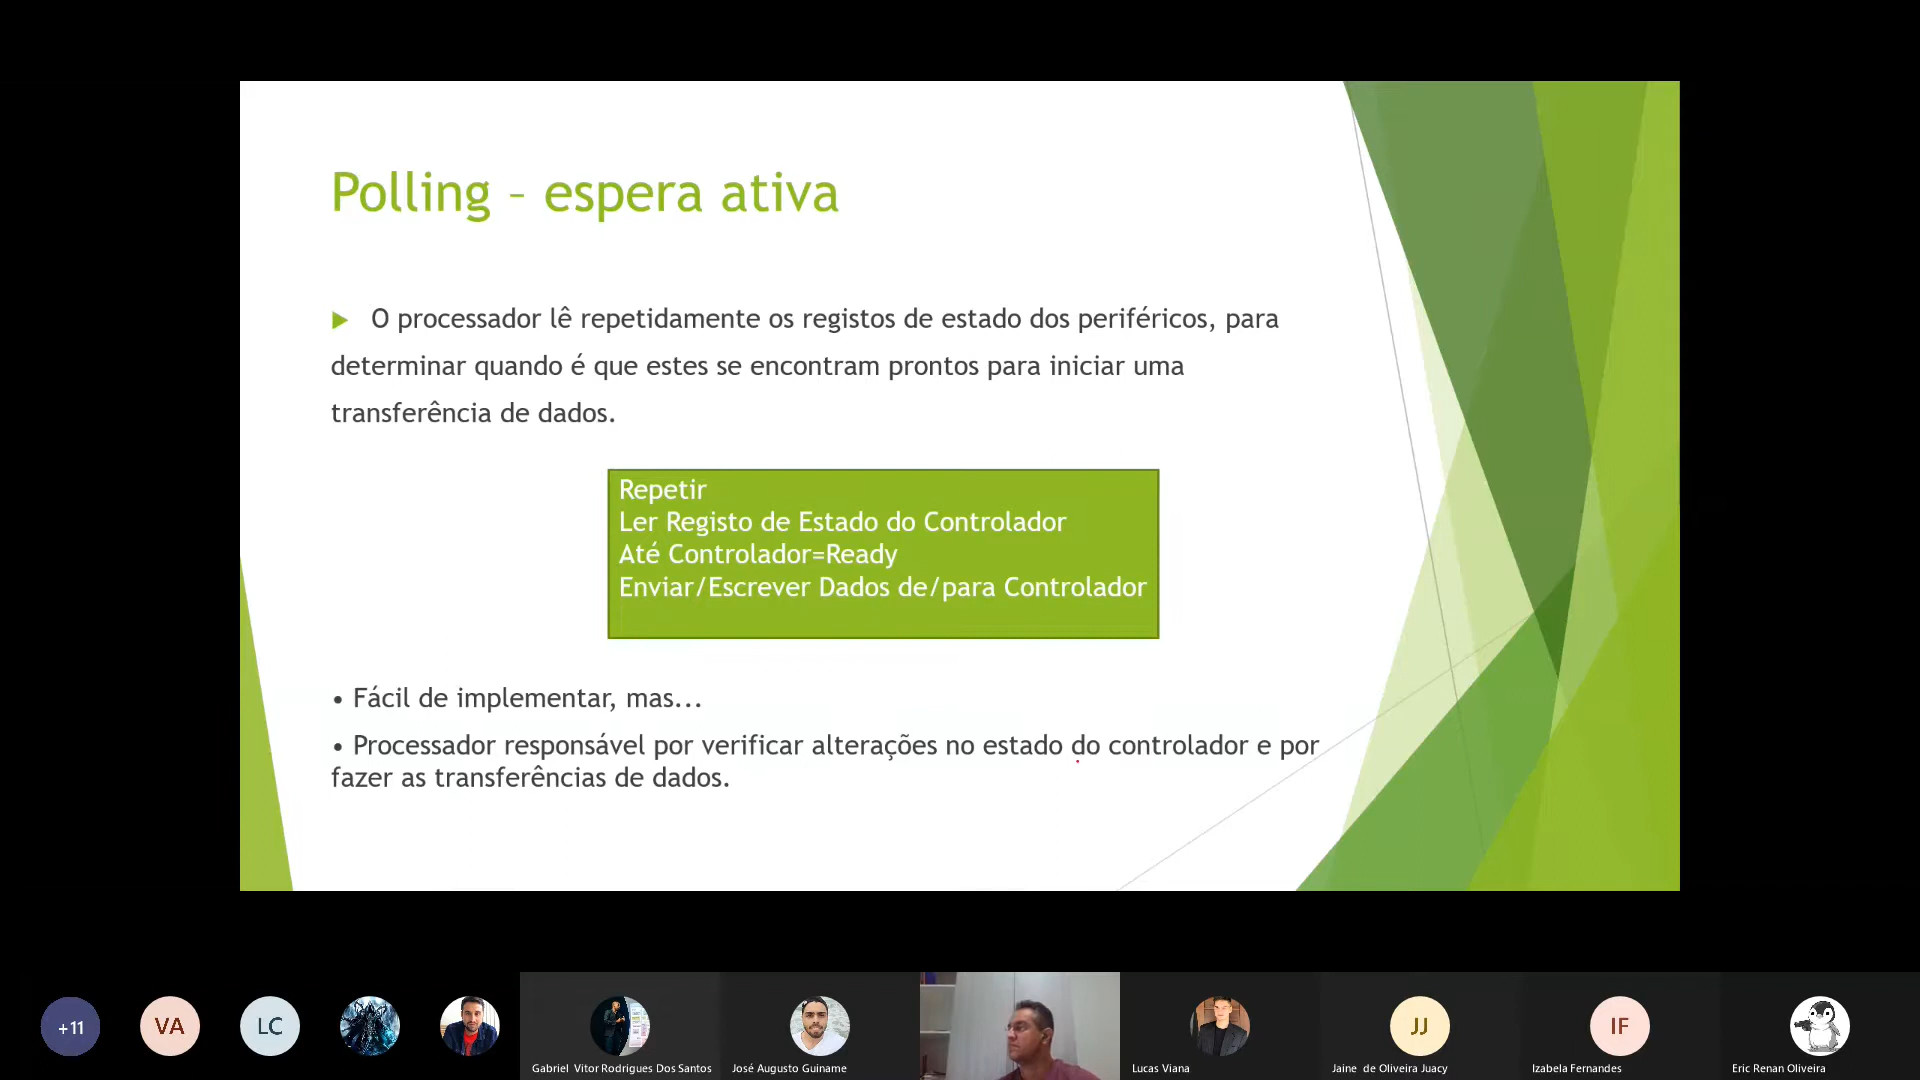 Polling – espera ativa
O processador lê repetidamente os registos de estado dos periféricos, para
determinar quando é que estes se encontram prontos para iniciar uma
transferência de dados.
Repetir
Ler Registo de Estado do Controlador
Até Controlador=Ready
Enviar/Escrever Dados de/para Controlador
• Fácil de implementar, mas...
• Processador responsável por verificar alterações no estado do controlador e por
fazer as transferências de dados.
+11
VA
LC
JJ
IF
Gabriel Vitor Rodrigues Dos Santos
José Augusto Guiname
Lucas Viana
Jaine de Oliveira Juacy
Izabela Fernandes
Eric Renan Oliveira